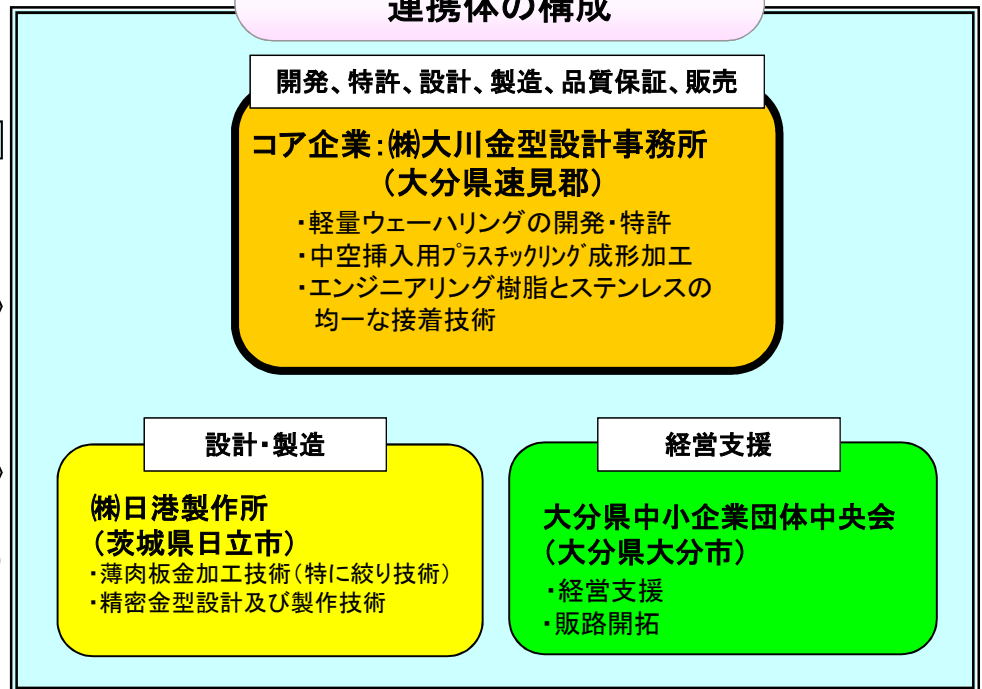 連携体の構成
開発、特許、設計、製造、品質保証、販売
コア企業:㈱大川金型設計事務所
(大分県速見郡)
・軽量ウェーハリングの開発・特許
・中空挿入用プラスチックリング成形加工
・エンジニアリング樹脂とステンレスの
均一な接着技術
設計・製造
㈱日港製作所
(茨城県日立市)
・薄肉板金加工技術(特に絞り技術)
・精密金型設計及び製作技術
経営支援
大分県中小企業団体中央会
(大分県大分市)
・経営支援
・販路開拓